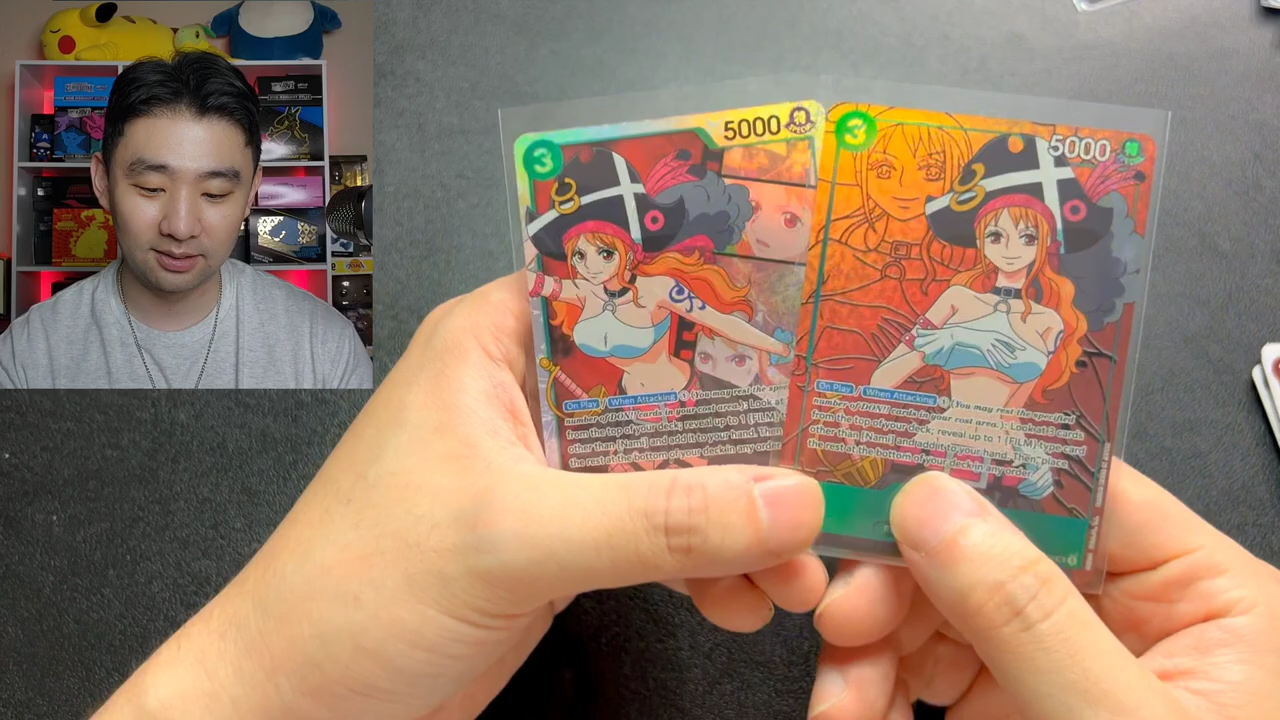 3
5000
SPECIAL
On Play / When Attacking ① (You may rest the spec
number of DON!! cards in your cost area.): Look at
from the top of your deck; reveal up to 1 {FILM} t
other than [Nami] and add it to your hand. Then
the rest at the bottom of your deck in any order.
3
5000
On Play / When Attacking ① (You may rest the specified
number of DON!! cards in your cost area.): Look at 3 cards
from the top of your deck; reveal up to 1 {FILM} type card
other than [Nami] and add it to your hand. Then, place
the rest at the bottom of your deck in any order.